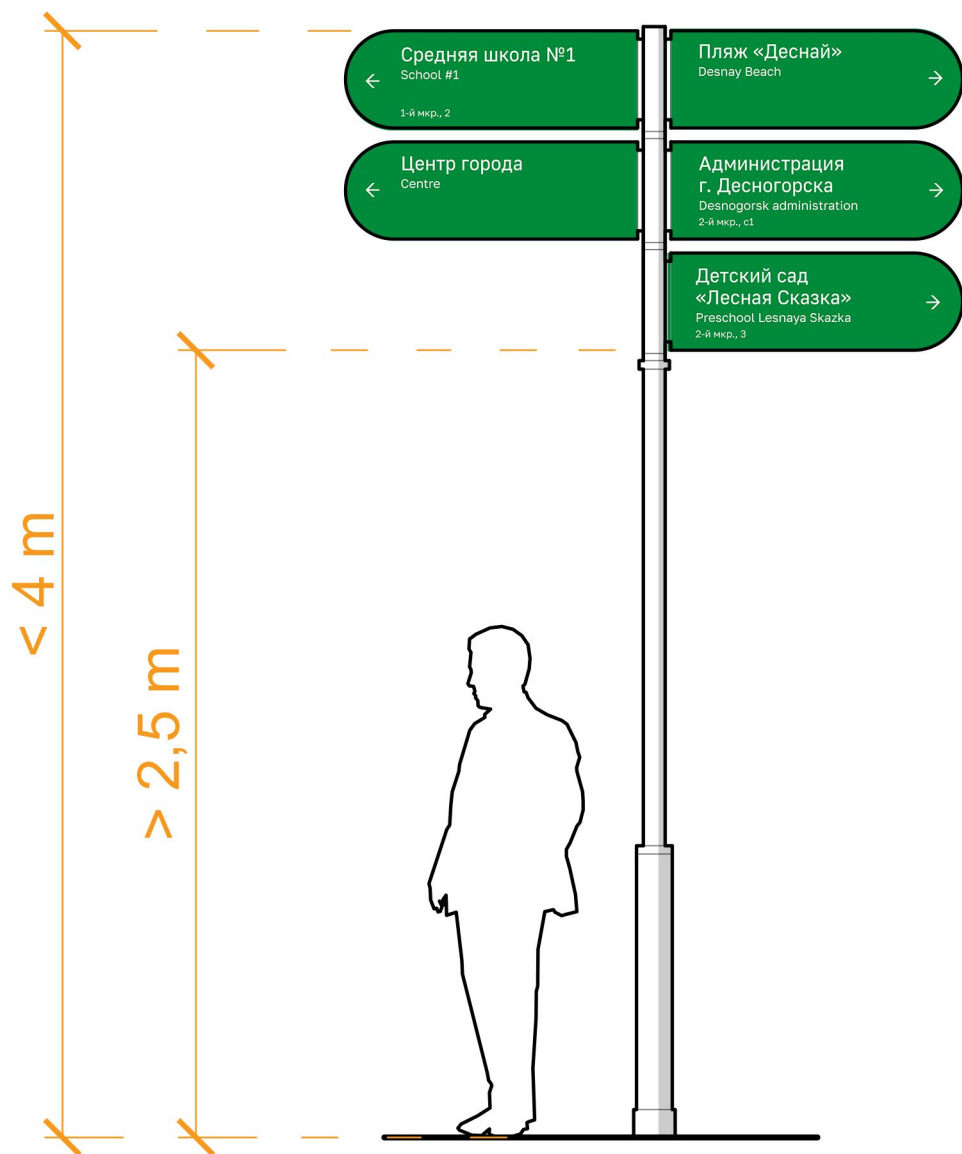 Средняя школа №1
School #1
1-й мкр., 2
Пляж «Деснай»
Desnay Beach
Центр города
Centre
Администрация
г. Десногорска
Desnogorsk administration
2-й мкр., с1
Детский сад
«Лесная Сказка»
Preschool Lesnaya Skazka
2-й мкр., 3
< 4 m
> 2,5 m